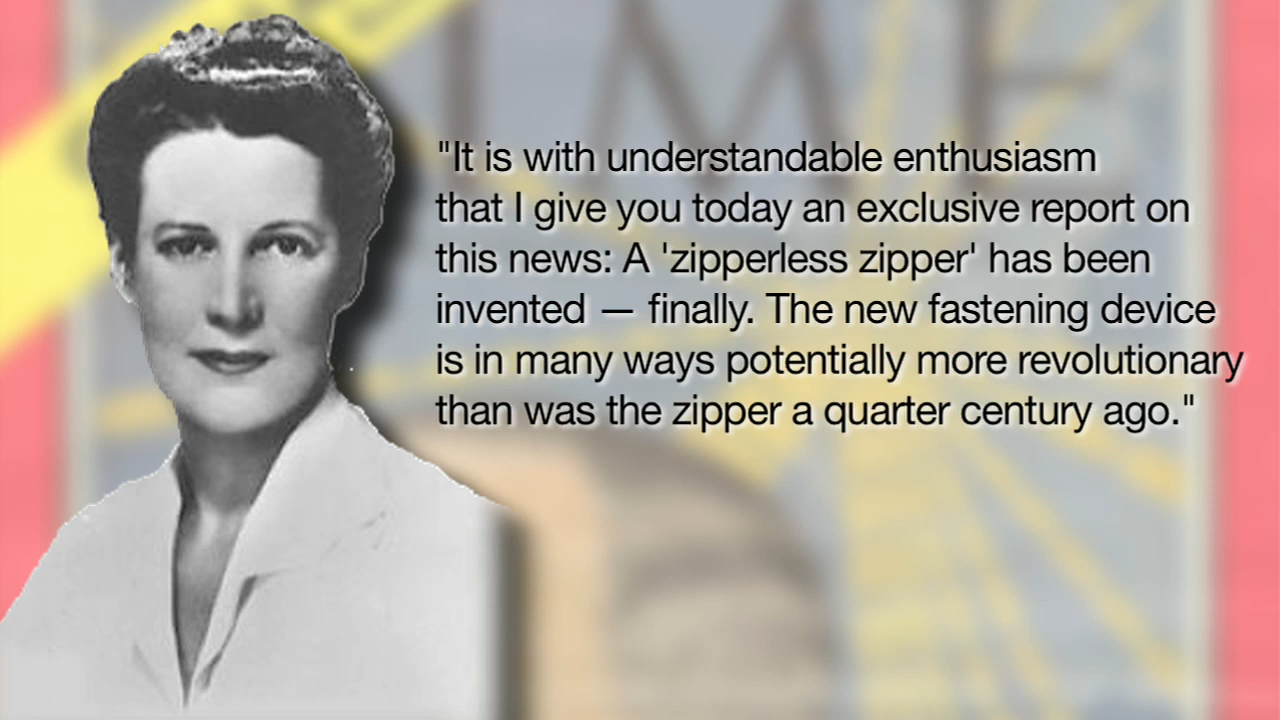 TIME
"It is with understandable enthusiasm
that I give you today an exclusive report on
this news: A 'zipperless zipper' has been
invented — finally. The new fastening device
is in many ways potentially more revolutionary
than was the zipper a quarter century ago."